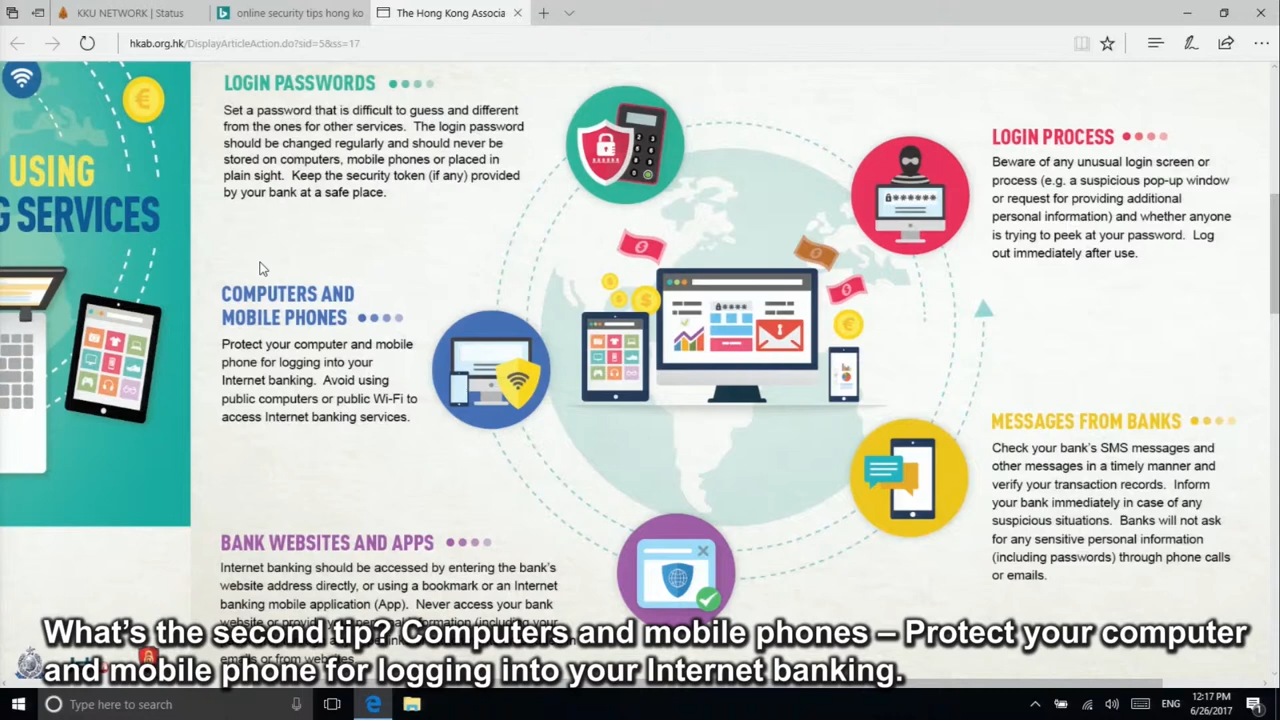 KKU NETWORK | Status
online security tips hong ko
The Hong Kong Associa
hkab.org.hk/DisplayArticleAction.do?sid=5&ss=17
USING
G SERVICES
LOGIN PASSWORDS
Set a password that is difficult to guess and different
from the ones for other services. The login password
should be changed regularly and should never be
stored on computers, mobile phones or placed in
plain sight. Keep the security token (if any) provided
by your bank at a safe place.
COMPUTERS AND
MOBILE PHONES
Protect your computer and mobile
phone for logging into your
Internet banking. Avoid using
public computers or public Wi-Fi to
access Internet banking services.
BANK WEBSITES AND APPS
Internet banking should be accessed by entering the bank's
website address directly, or using a bookmark or an Internet
banking mobile application (App). Never access your bank
LOGIN PROCESS
Beware of any unusual login screen or
process (e.g. a suspicious pop-up window
or request for providing additional
personal information) and whether anyone
is trying to peek at your password. Log
out immediately after use.
MESSAGES FROM BANKS
Check your bank's SMS messages and
other messages in a timely manner and
verify your transaction records. Inform
your bank immediately in case of any
suspicious situations. Banks will not ask
for any sensitive personal information
(including passwords) through phone calls
or emails.
What's the second tip? Computers and mobile phones – Protect your computer
and mobile phone for logging into your Internet banking.
Type here to search
ENG
12:17 PM
6/26/2017